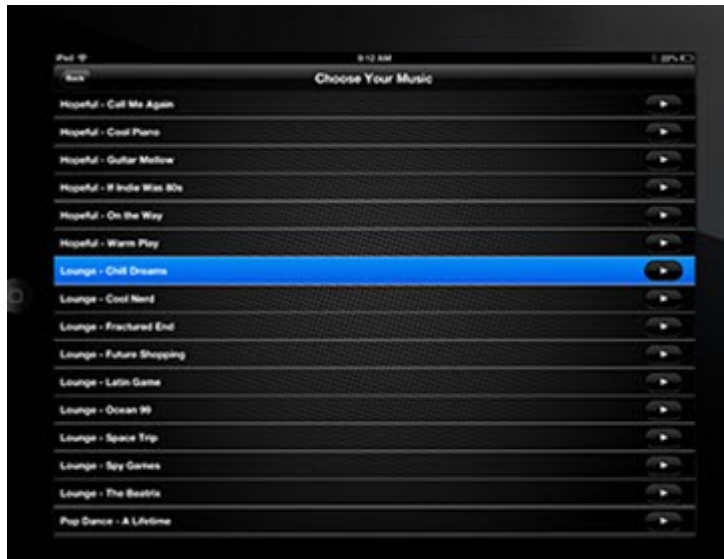 iPad 9:12 AM
Back
Choose Your Music
Hopeful - Call Me Again
Hopeful - Cool Piano
Hopeful - Guitar Mellow
Hopeful - If Indie Was 80s
Hopeful - On the Way
Hopeful - Warm Play
Lounge - Chill Dreams
Lounge - Cool Nerd
Lounge - Fractured End
Lounge - Future Shopping
Lounge - Latin Game
Lounge - Ocean 99
Lounge - Space Trip
Lounge - Spy Games
Lounge - The Beatrix
Pop Dance - A Lifetime